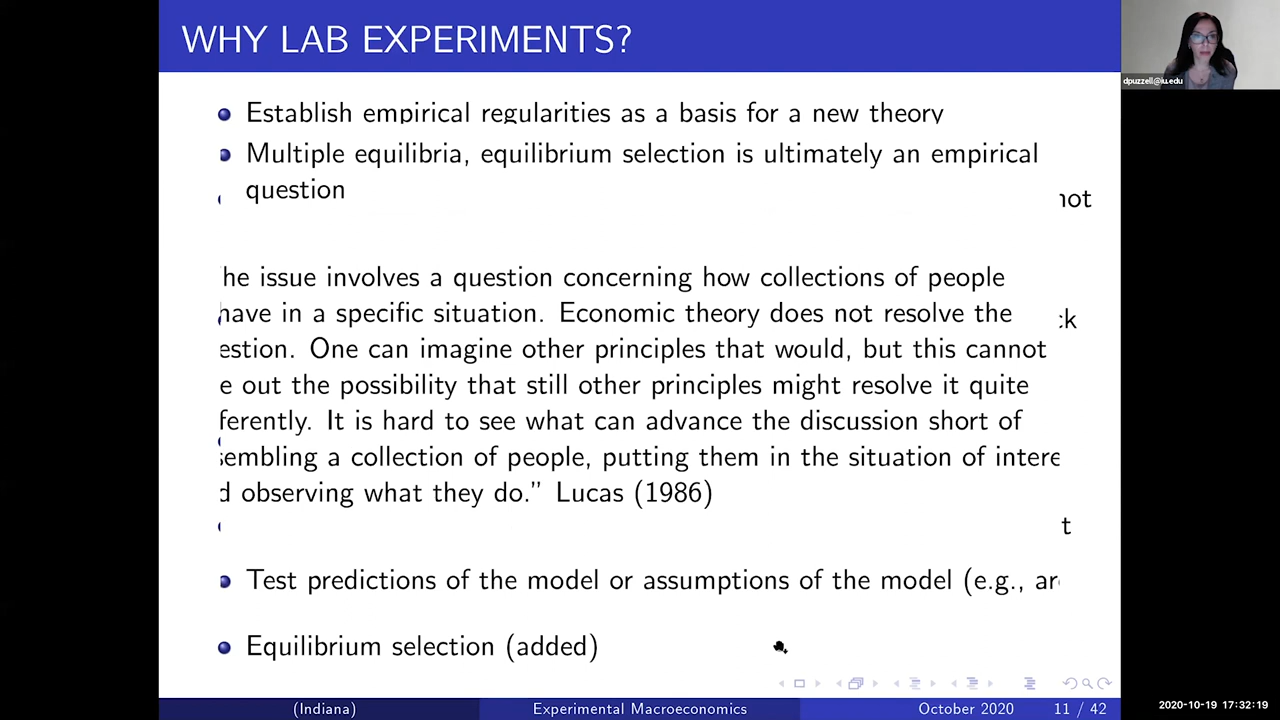 WHY LAB EXPERIMENTS?
dpuzzell@iu.edu
Establish empirical regularities as a basis for a new theory
Multiple equilibria, equilibrium selection is ultimately an empirical
question
not
he issue involves a question concerning how collections of people
have in a specific situation. Economic theory does not resolve the
ck
estion. One can imagine other principles that would, but this cannot
e out the possibility that still other principles might resolve it quite
ferently. It is hard to see what can advance the discussion short of
sembling a collection of people, putting them in the situation of intere
d observing what they do.” Lucas (1986)
t
Test predictions of the model or assumptions of the model (e.g., are
Equilibrium selection (added)
(Indiana) Experimental Macroeconomics October 2020 11 / 42
2020-10-19 17:32:19